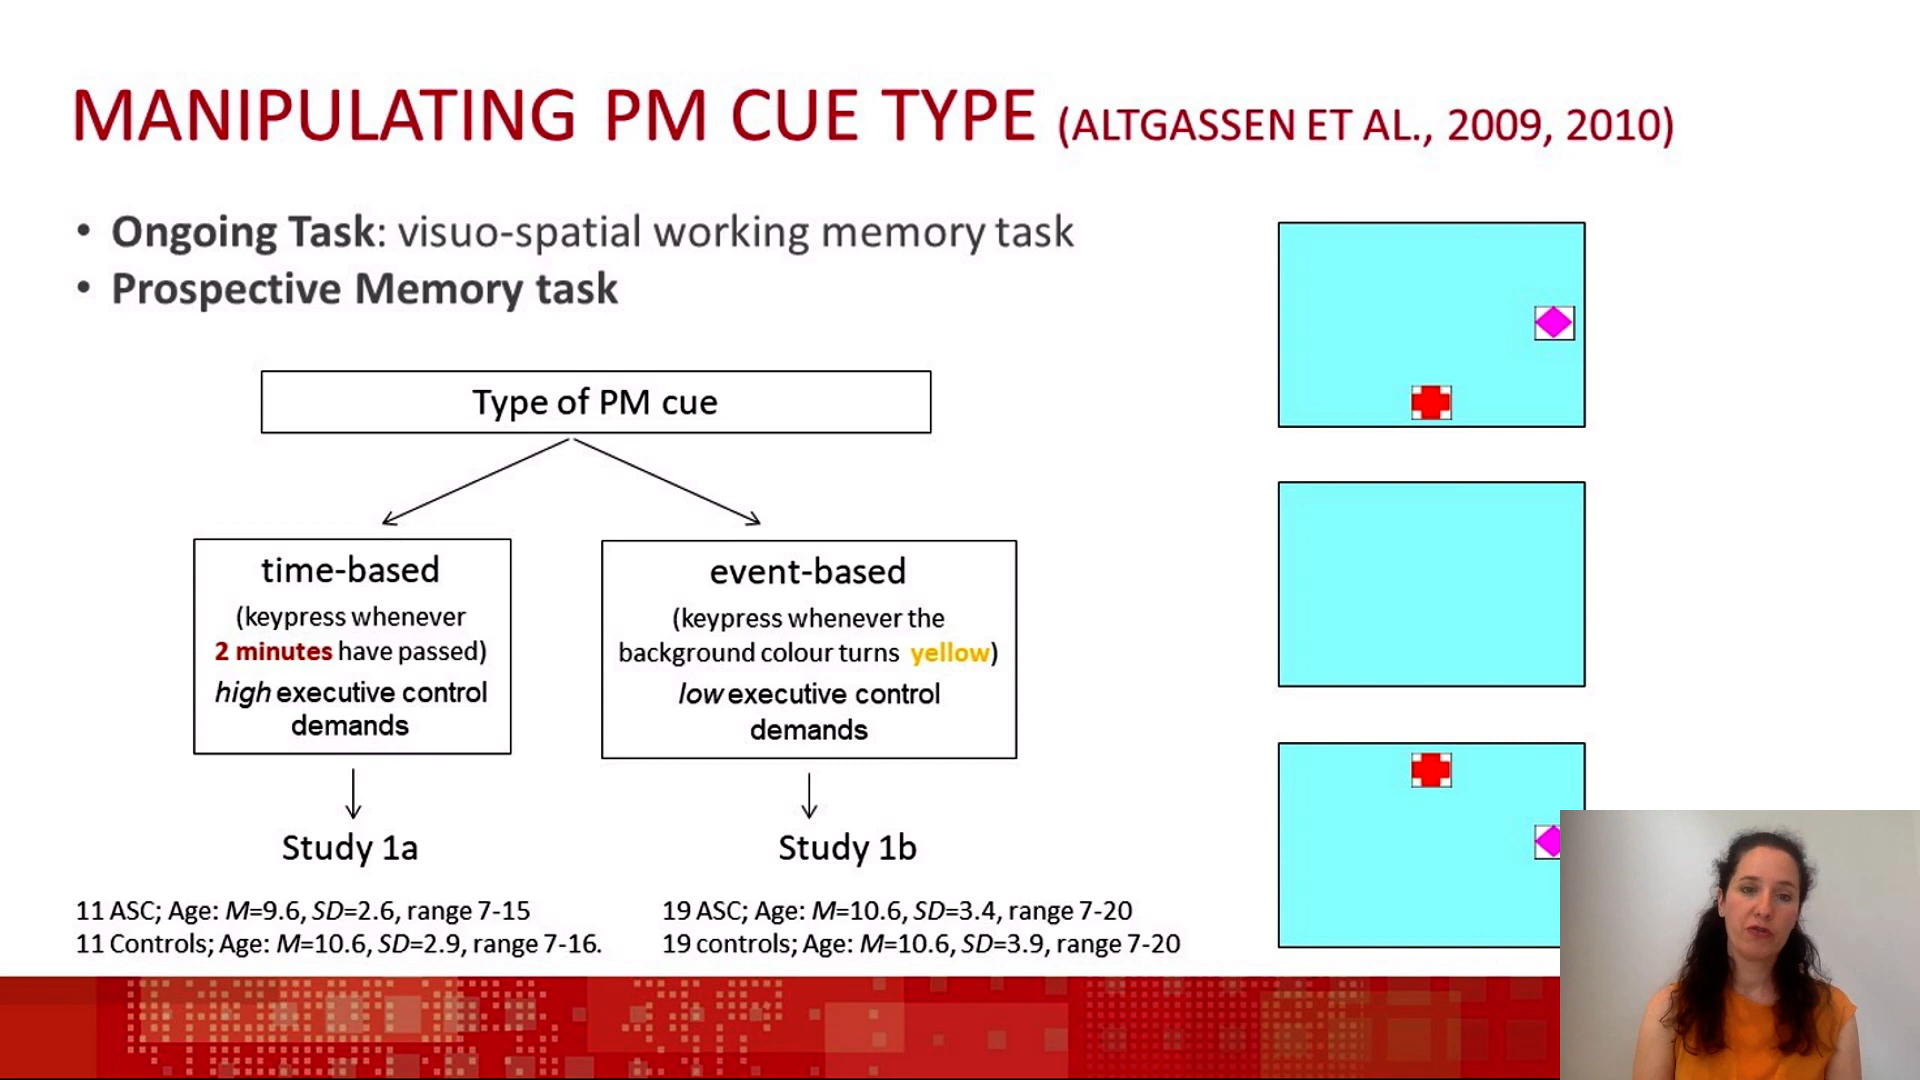 MANIPULATING PM CUE TYPE (ALTGASSEN ET AL., 2009, 2010)
• Ongoing Task: visuo-spatial working memory task
• Prospective Memory task
Type of PM cue
time-based
(keypress whenever
2 minutes have passed)
high executive control
demands
event-based
(keypress whenever the
background colour turns yellow)
low executive control
demands
Study 1a
Study 1b
11 ASC; Age: M=9.6, SD=2.6, range 7-15
11 Controls; Age: M=10.6, SD=2.9, range 7-16.
19 ASC; Age: M=10.6, SD=3.4, range 7-20
19 controls; Age: M=10.6, SD=3.9, range 7-20